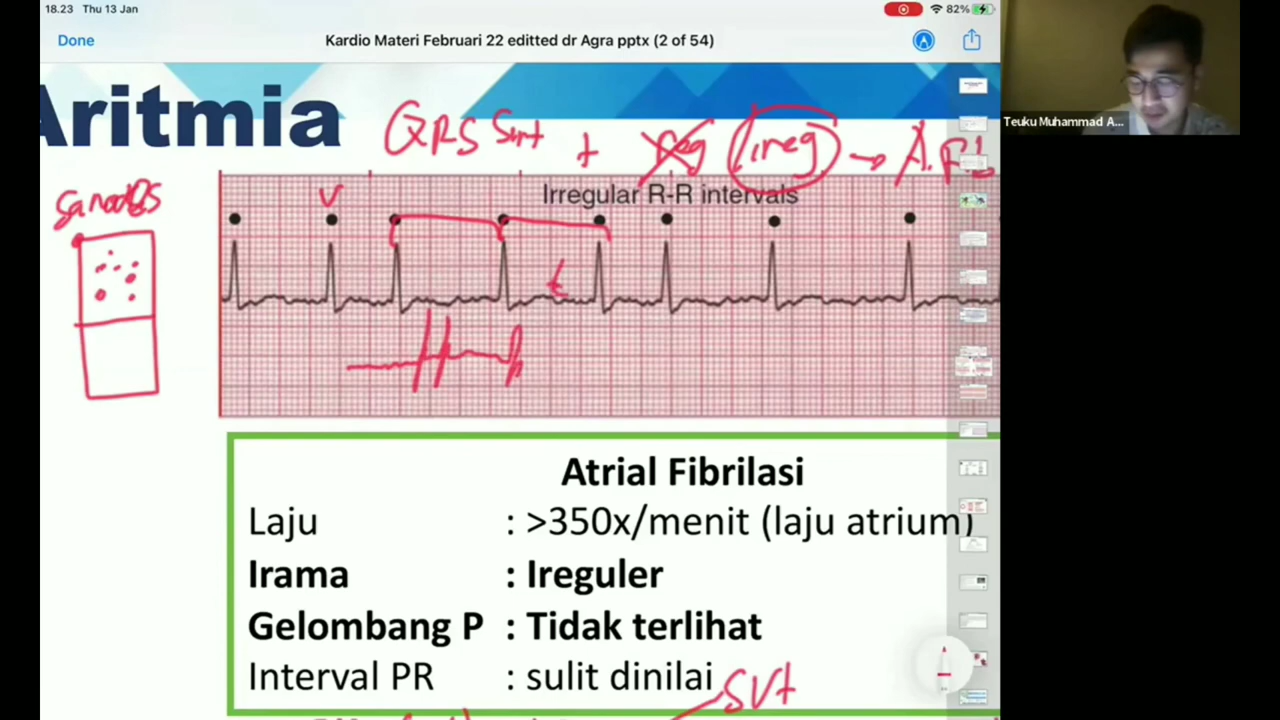 18.23 Thu 13 Jan
82%
Done
Kardio Materi Februari 22 editted dr Agra pptx (2 of 54)
Teuku Muhammad A...
Aritmia
QRS
+ reg ireg →
Irregular R-R intervals
V
Atrial Fibrilasi
Laju : >350x/menit (laju atrium)
Irama : Ireguler
Gelombang P : Tidak terlihat
Interval PR : sulit dinilai
SVt